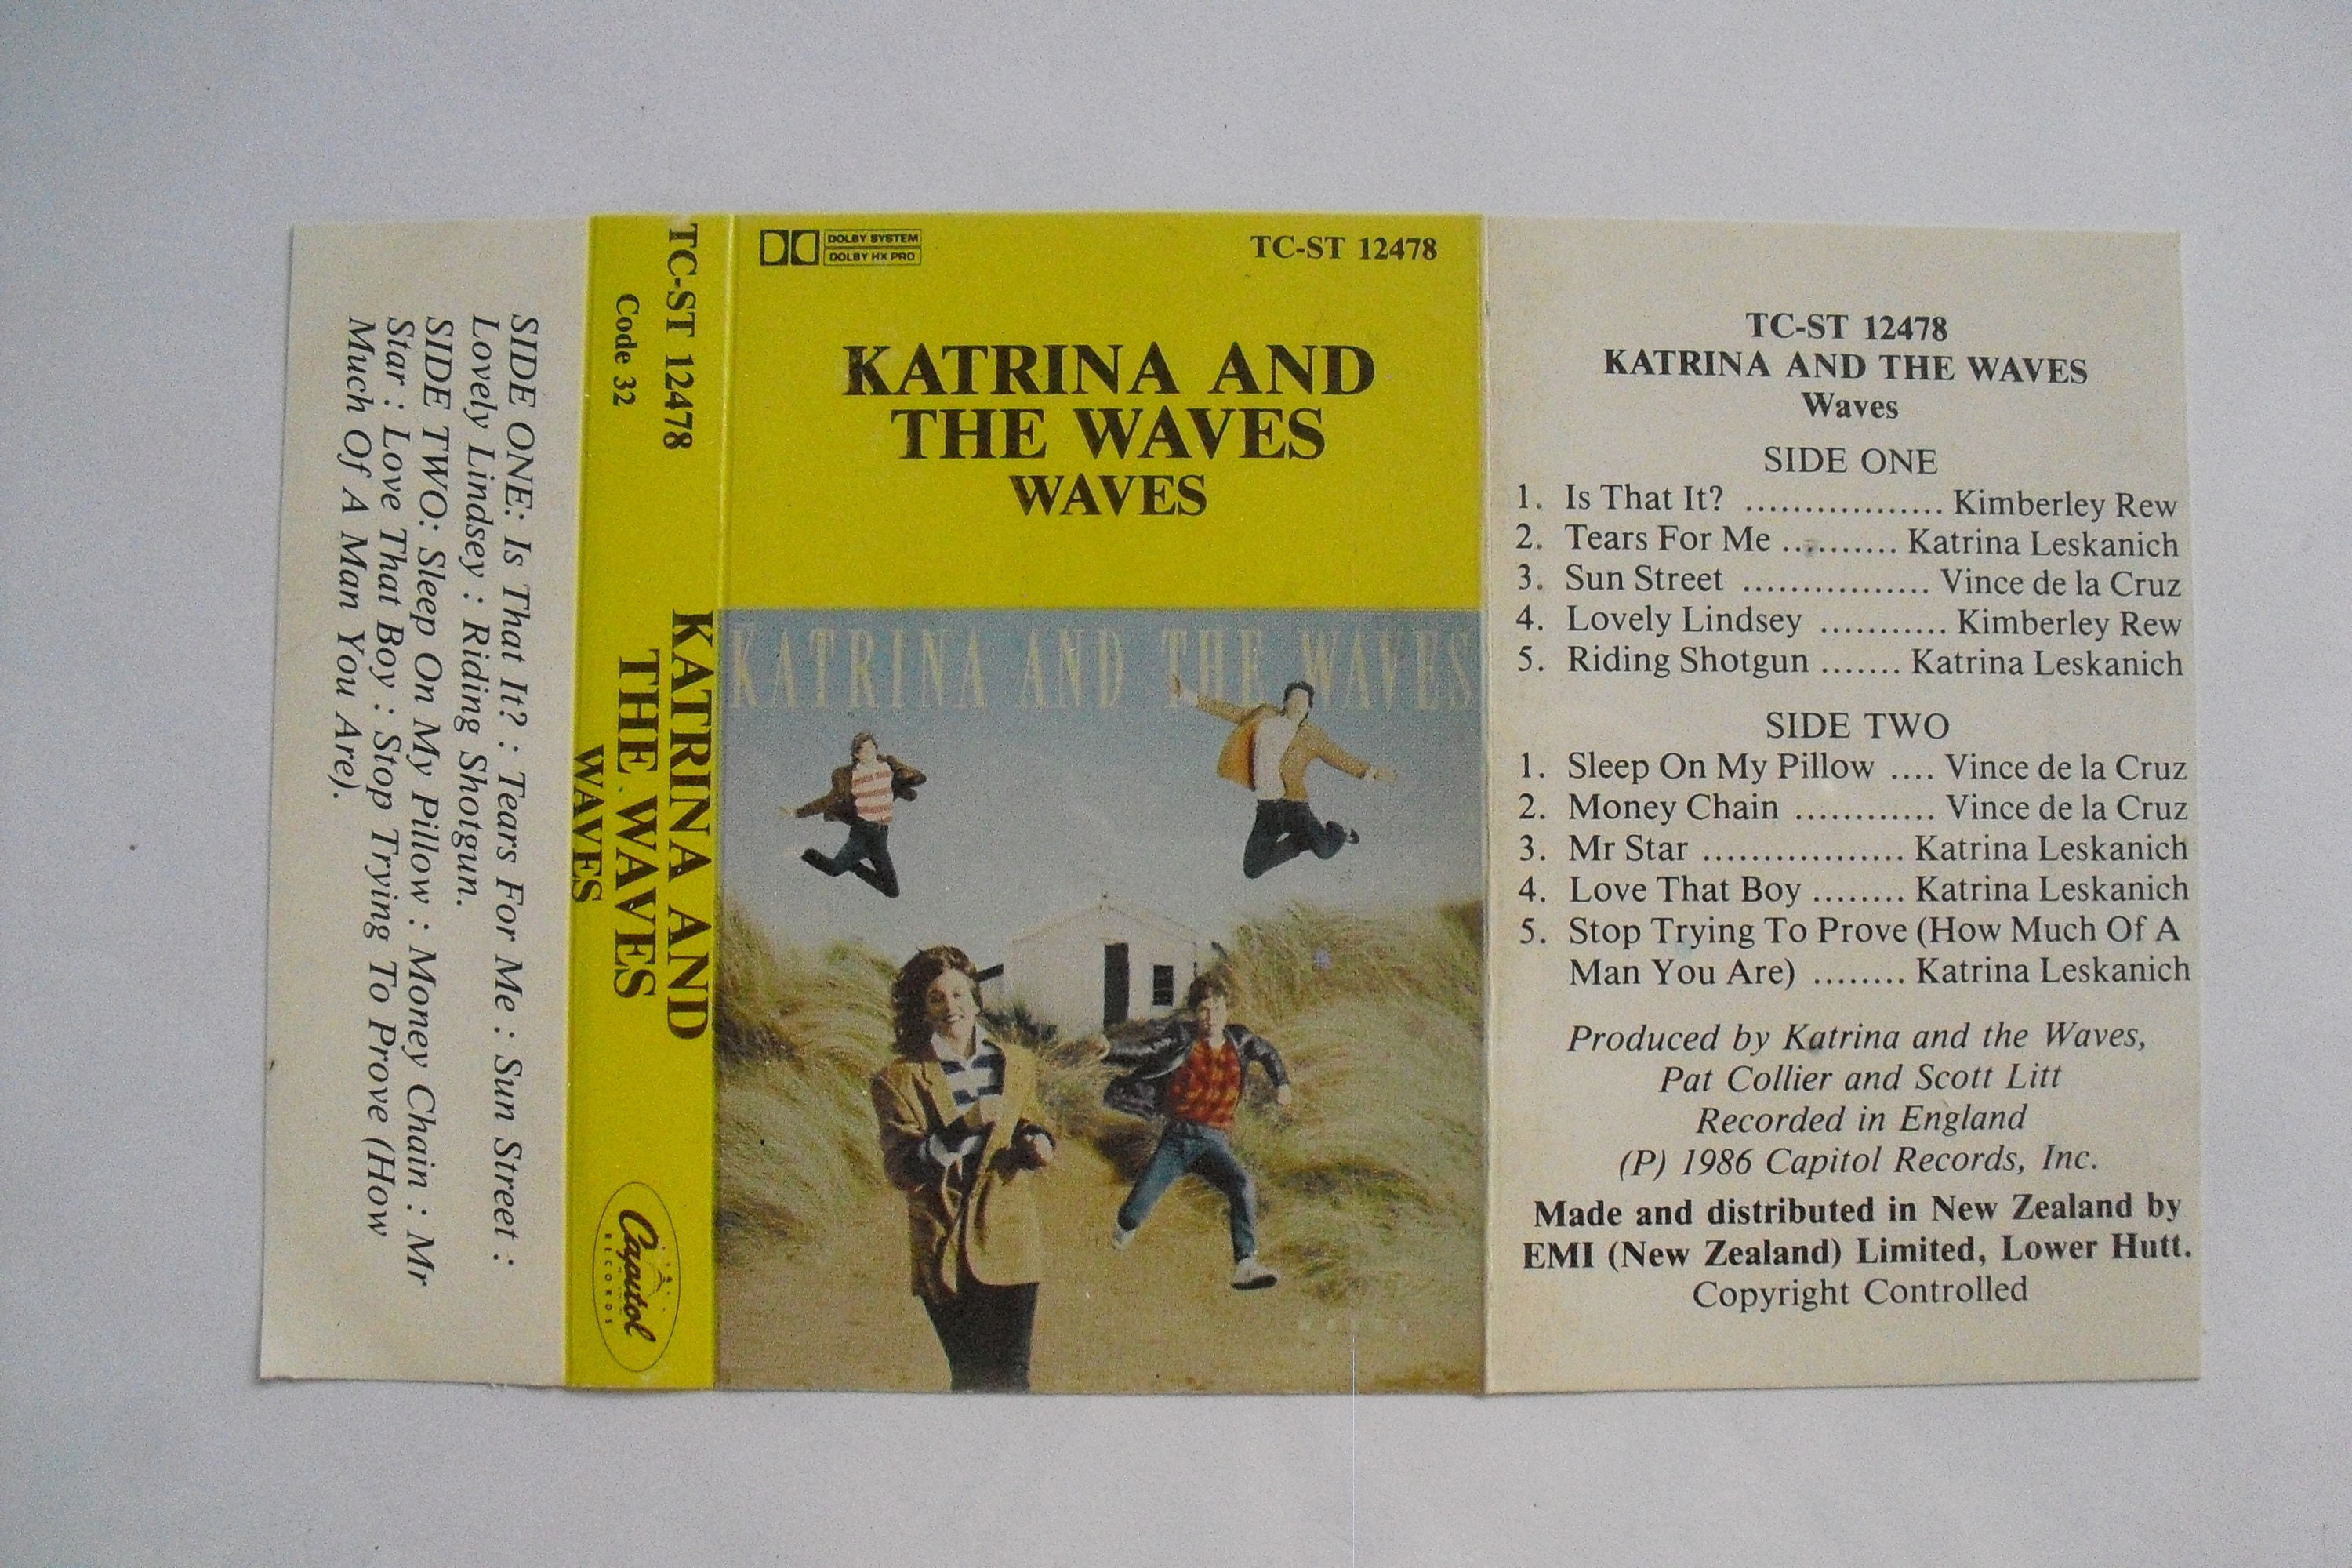 SIDE ONE: Is That It? : Tears For Me : Sun Street :
Lovely Lindsey : Riding Shotgun.
SIDE TWO: Sleep On My Pillow : Money Chain : Mr
Star : Love That Boy : Stop Trying To Prove (How
Much Of A Man You Are).
TC-ST 12478
Code 32
KATRINA AND
THE WAVES
WAVES
Capitol
RECORDS
DOLBY SYSTEM
DOLBY HX PRO
TC-ST 12478
KATRINA AND
THE WAVES
WAVES
KATRINA AND THE WAVES
WAVES
TC-ST 12478
KATRINA AND THE WAVES
Waves
SIDE ONE
1. Is That It? .................. Kimberley Rew
2. Tears For Me .......... Katrina Leskanich
3. Sun Street ................ Vince de la Cruz
4. Lovely Lindsey ........... Kimberley Rew
5. Riding Shotgun ....... Katrina Leskanich
SIDE TWO
1. Sleep On My Pillow .... Vince de la Cruz
2. Money Chain ............ Vince de la Cruz
3. Mr Star ................. Katrina Leskanich
4. Love That Boy ........ Katrina Leskanich
5. Stop Trying To Prove (How Much Of A
Man You Are) ........ Katrina Leskanich
Produced by Katrina and the Waves,
Pat Collier and Scott Litt
Recorded in England
(P) 1986 Capitol Records, Inc.
Made and distributed in New Zealand by
EMI (New Zealand) Limited, Lower Hutt.
Copyright Controlled